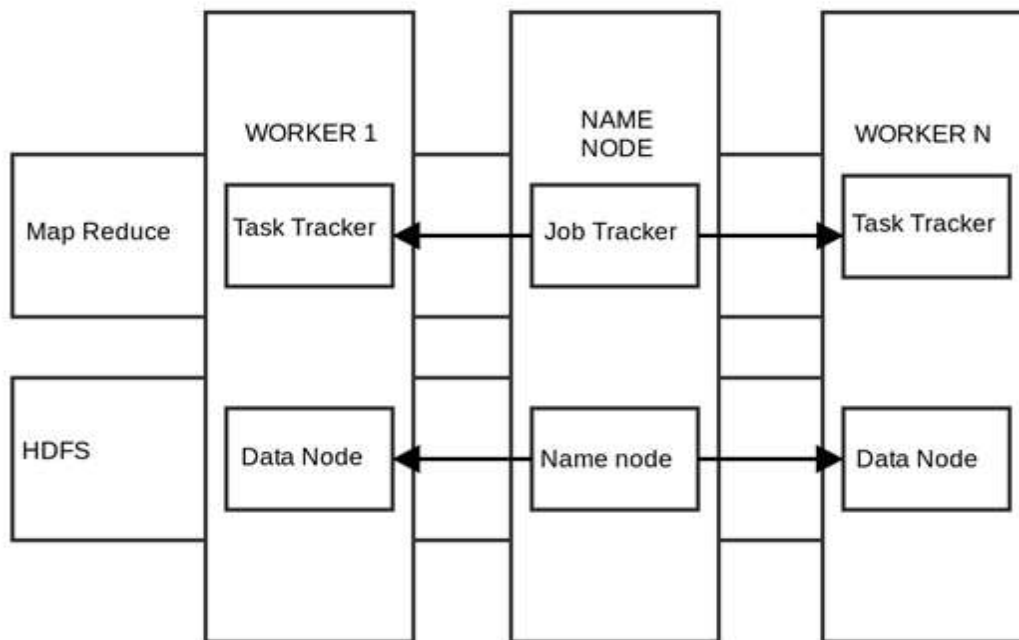 WORKER 1
NAME
NODE
WORKER N
Map Reduce
Task Tracker
Job Tracker
Task Tracker
HDFS
Data Node
Name node
Data Node